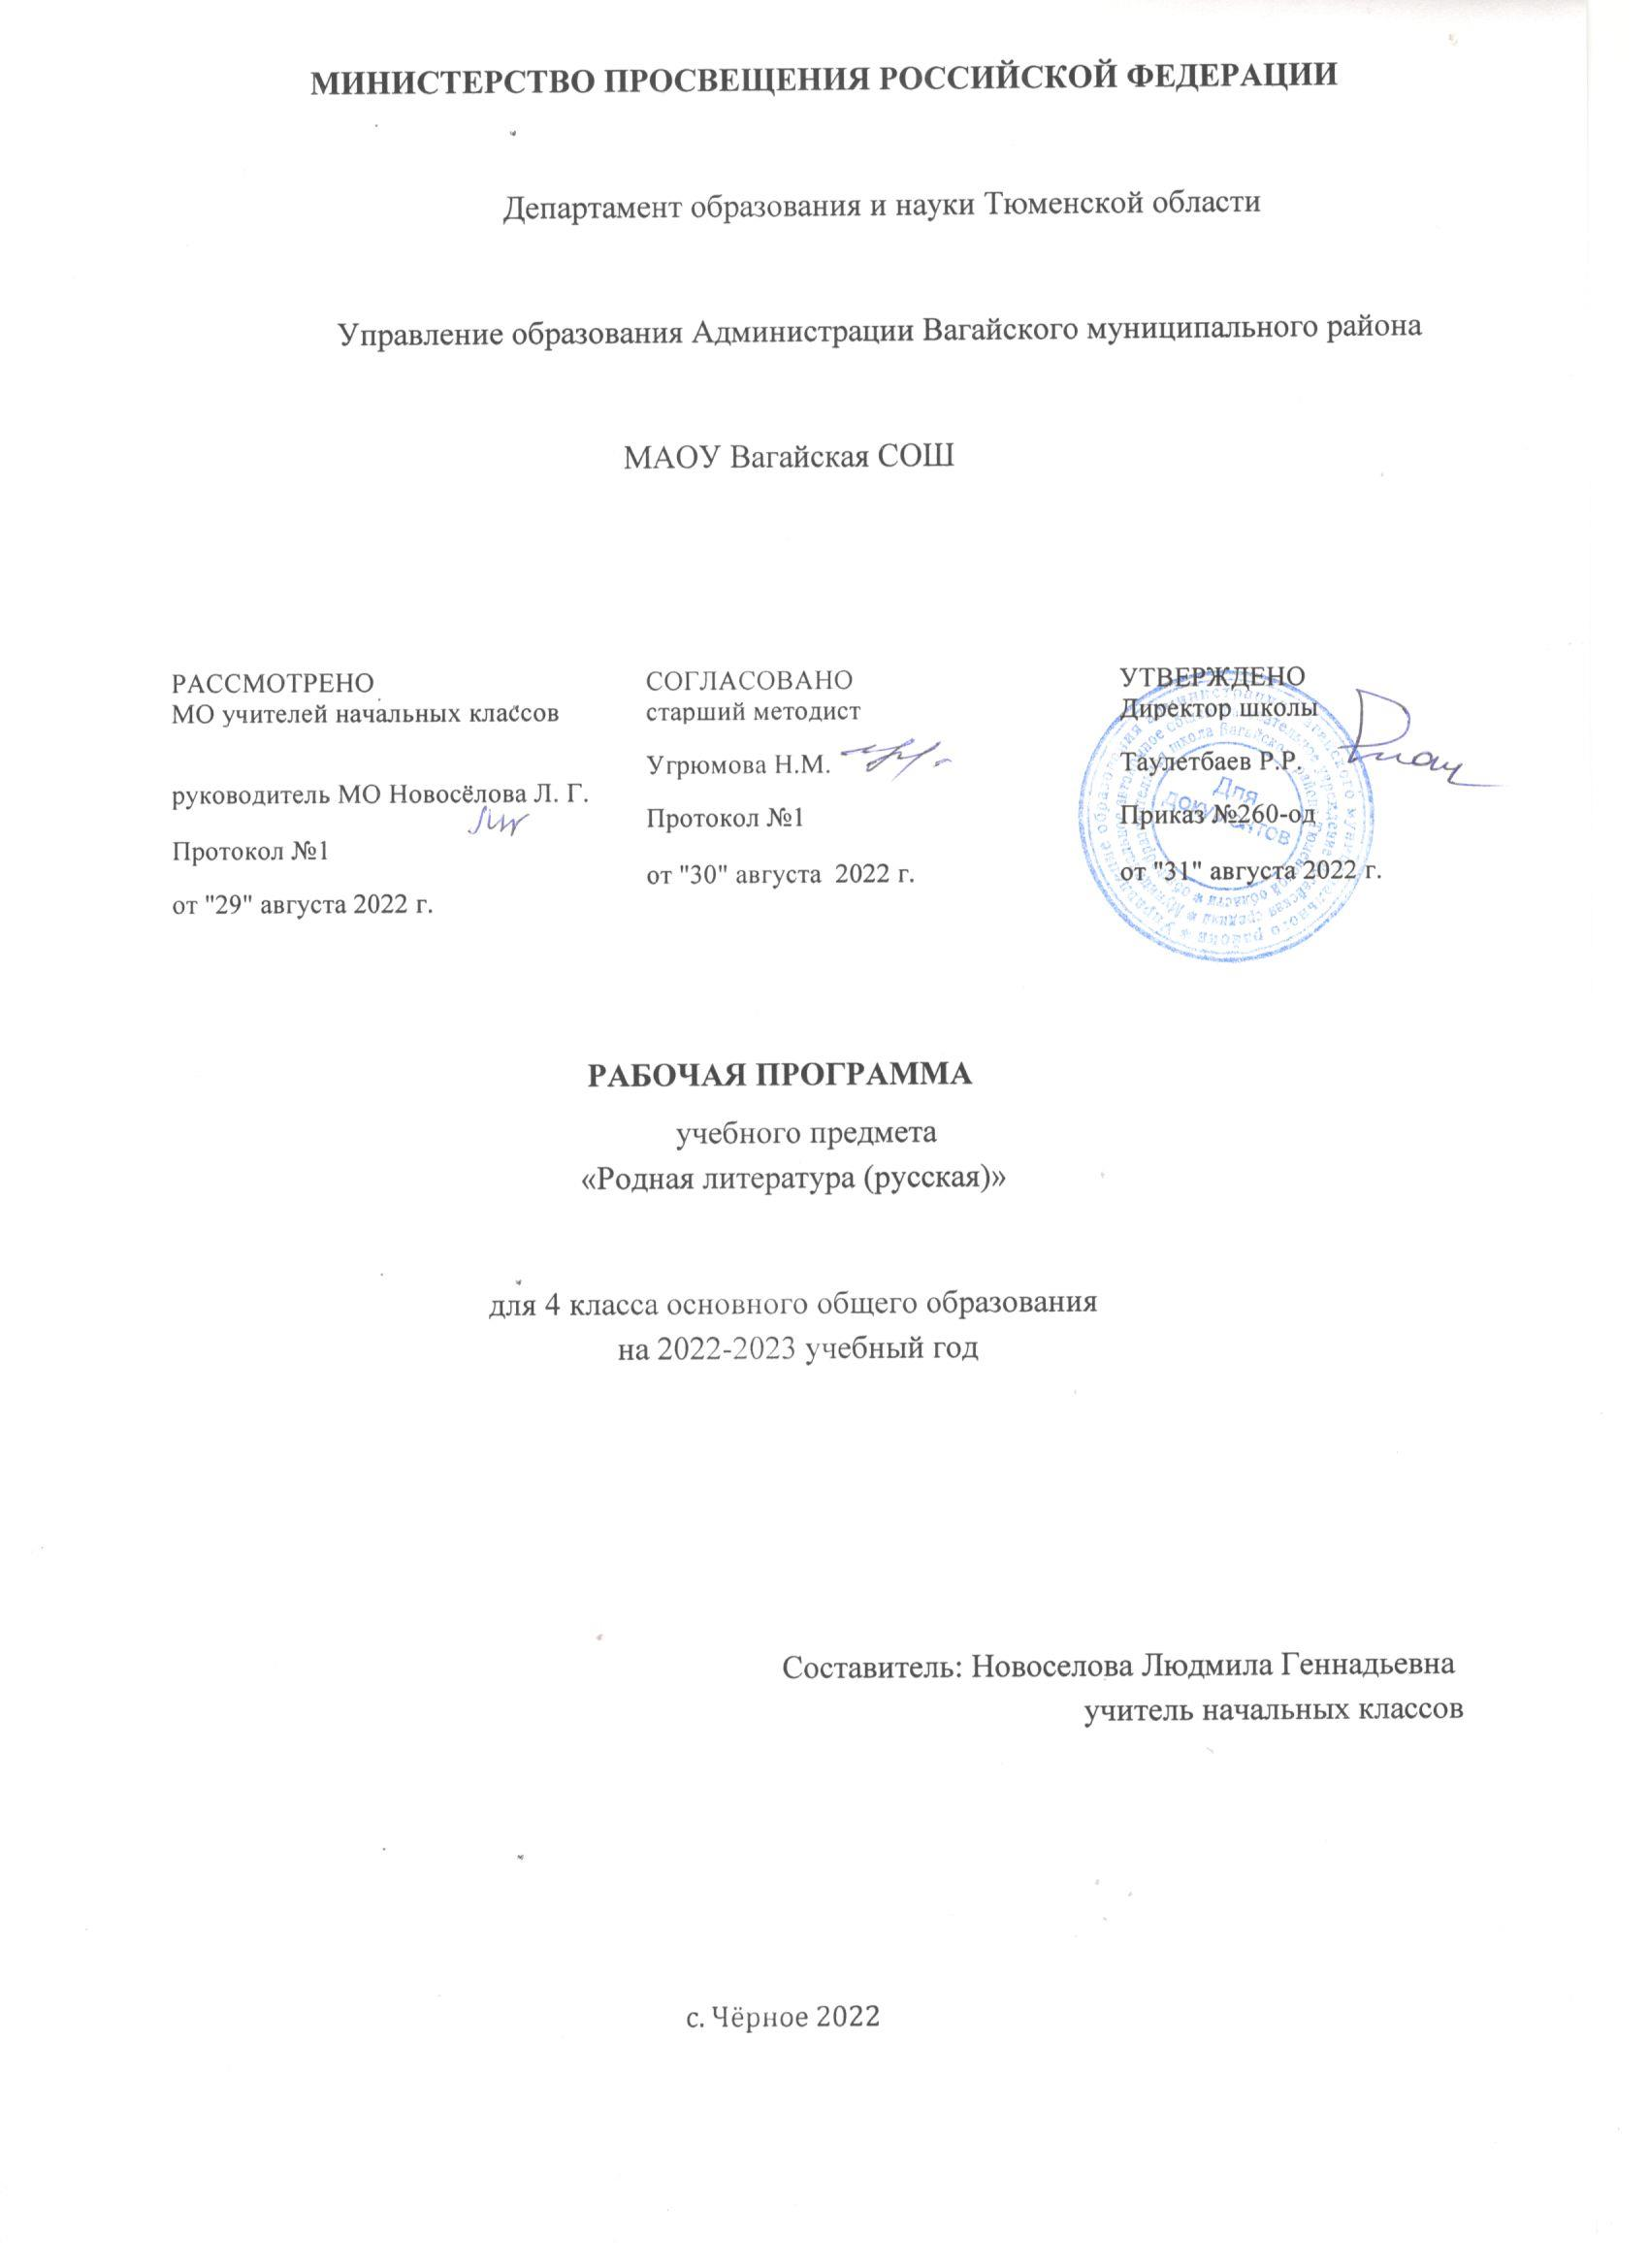 МИНИСТЕРСТВО ПРОСВЕЩЕНИЯ РОССИЙСКОЙ ФЕДЕРАЦИИ
Департамент образования и науки Тюменской области
Управление образования Администрации Вагайского муниципального района
МАОУ Вагайская СОШ
РАССМОТРЕНО
МО учителей начальных классов
руководитель МО Новосёлова Л. Г.
Протокол №1
от "29" августа 2022 г.
СОГЛАСОВАНО
старший методист
Угрюмова Н.М.
Протокол №1
от "30" августа 2022 г.
УТВЕРЖДЕНО
Директор школы
Таулетбаев Р.Р.
Приказ №260-од
от "31" августа 2022 г.
Для
документов
РАБОЧАЯ ПРОГРАММА
учебного предмета
«Родная литература (русская)»
для 4 класса основного общего образования
на 2022-2023 учебный год
Составитель: Новоселова Людмила Геннадьевна
учитель начальных классов
с. Чёрное 2022